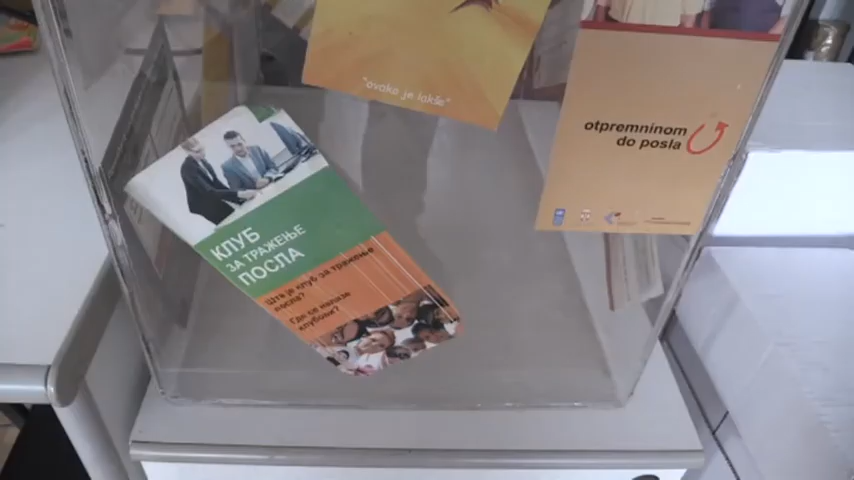 "ovako je lakše"
otpremninom
do posla
КЛУБ
ЗА ТРАЖЕЊЕ
ПОСЛА
Шта је клуб за тражење
посла?
Где се налазе
клубови?